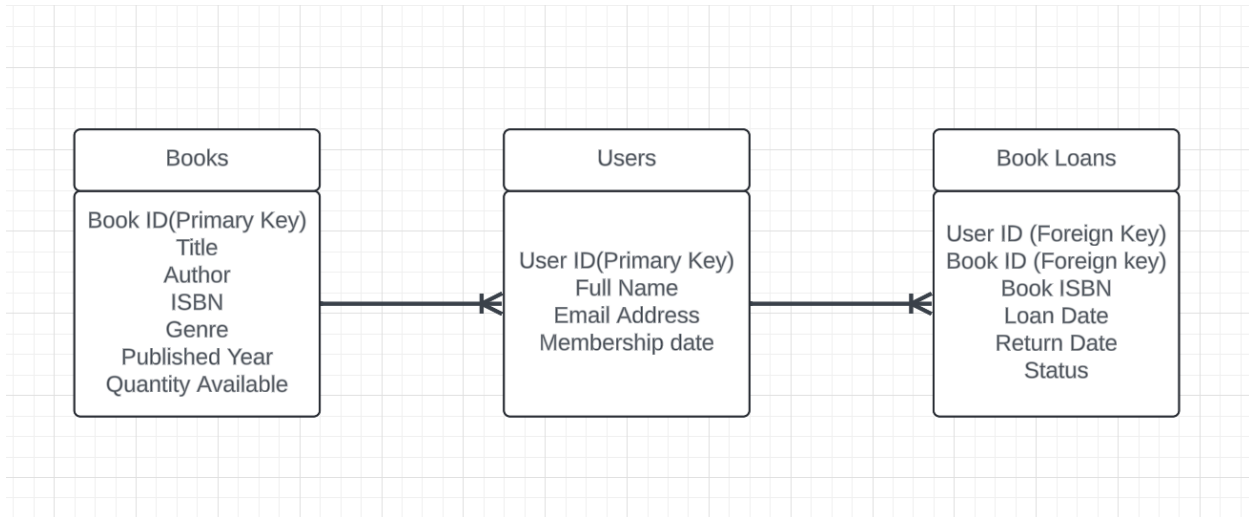 Books
Book ID(Primary Key)
Title
Author
ISBN
Genre
Published Year
Quantity Available
Users
User ID(Primary Key)
Full Name
Email Address
Membership date
Book Loans
User ID (Foreign Key)
Book ID (Foreign key)
Book ISBN
Loan Date
Return Date
Status